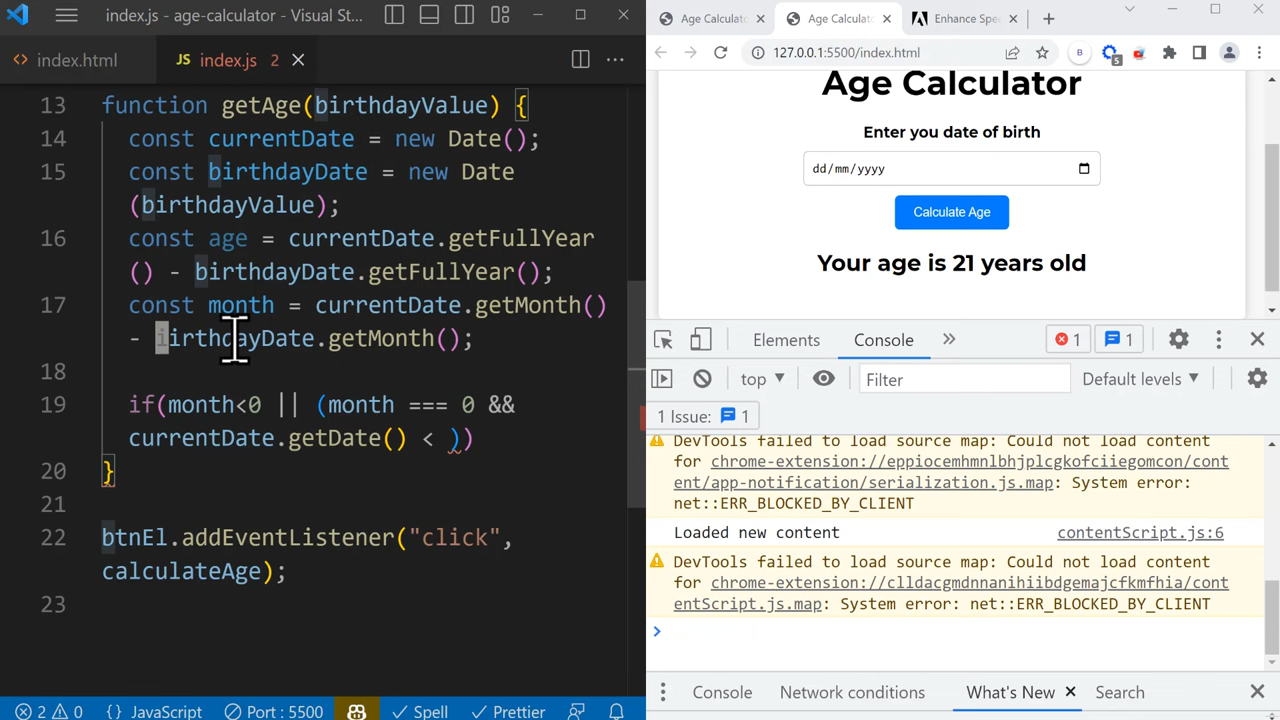 index.js - age-calculator - Visual St...
index.html
JS index.js 2
13 function getAge(birthdayValue) {
14 const currentDate = new Date();
15 const birthdayDate = new Date
(birthdayValue);
16 const age = currentDate.getFullYear
() - birthdayDate.getFullYear();
17 const month = currentDate.getMonth()
- iirthdayDate.getMonth();
18
19 if(month<0 || (month === 0 &&
currentDate.getDate() < ))
20 }
21
22 btnEl.addEventListener("click",
calculateAge);
23
2 0 {} JavaScript Port : 5500 Spell Prettier
Age Calculato
Age Calculato
Enhance Spe
127.0.0.1:5500/index.html
B
5
Age Calculator
Enter you date of birth
dd/mm/yyyy
Calculate Age
Your age is 21 years old
Elements Console » 1 1
top Filter Default levels
1 Issue: 1
DevTools failed to load source map: Could not load content
for chrome-extension://eppiocemhmnlbhjplcgkofciiegomcon/cont
ent/app-notification/serialization.js.map: System error:
net::ERR_BLOCKED_BY_CLIENT
Loaded new content contentScript.js:6
DevTools failed to load source map: Could not load content
for chrome-extension://clldacgmdnnanihiibdgemajcfkmfhia/cont
entScript.js.map: System error: net::ERR_BLOCKED_BY_CLIENT
Console Network conditions What's New Search